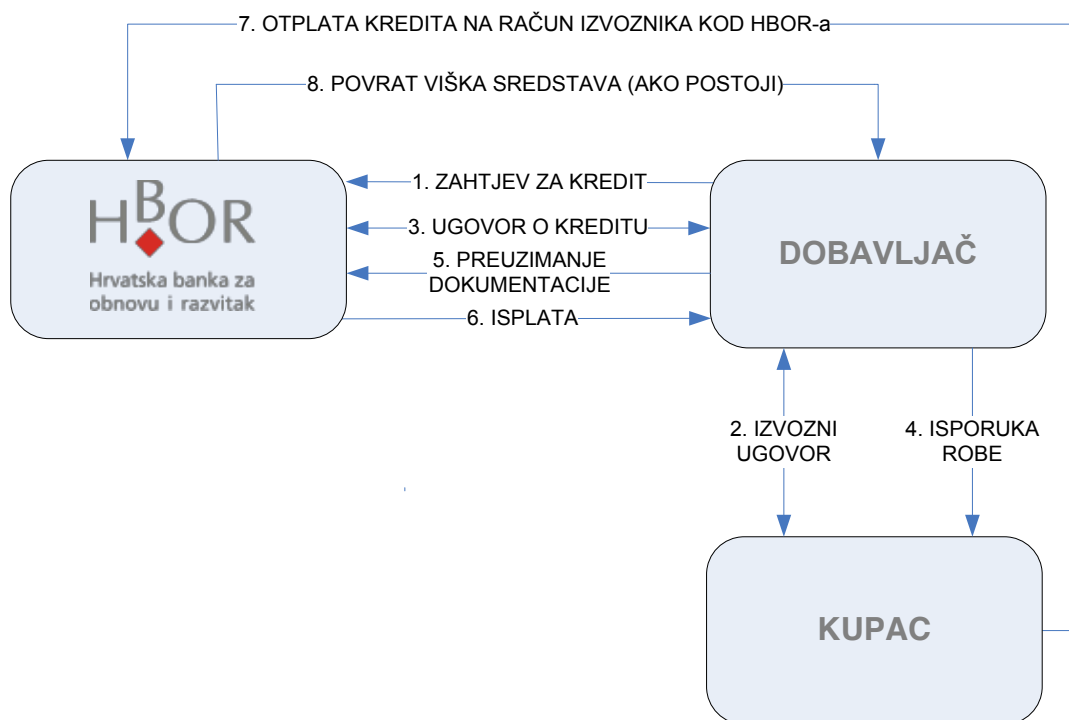 7. OTPLATA KREDITA NA RAČUN IZVOZNIKA KOD HBOR-a
8. POVRAT VIŠKA SREDSTAVA (AKO POSTOJI)
HBOR
Hrvatska banka za
obnovu i razvitak
1. ZAHTJEV ZA KREDIT
3. UGOVOR O KREDITU
5. PREUZIMANJE
DOKUMENTACIJE
6. ISPLATA
DOBAVLJAČ
2. IZVOZNI
UGOVOR
4. ISPORUKA
ROBE
KUPAC